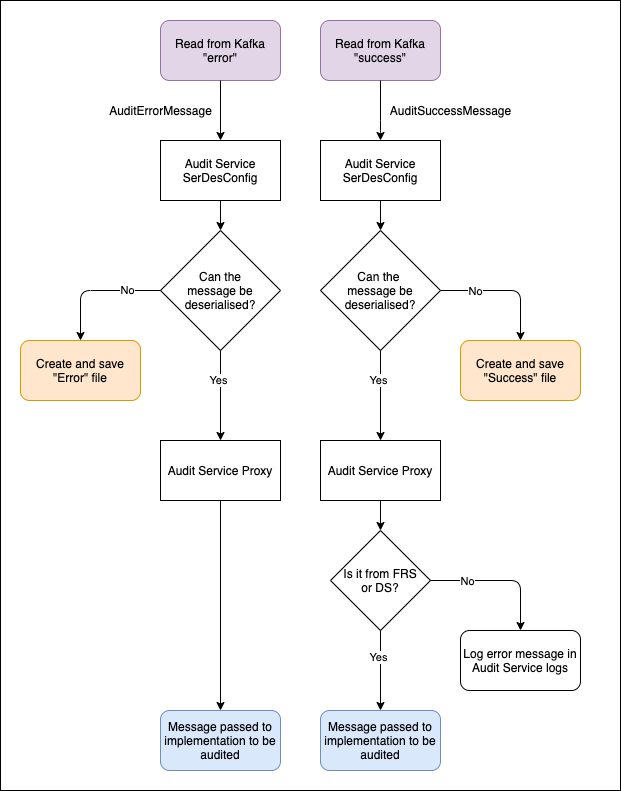 Read from Kafka
"error"
Read from Kafka
"success"
AuditErrorMessage
AuditSuccessMessage
Audit Service
SerDesConfig
Audit Service
SerDesConfig
Can the
message be
deserialised?
Can the
message be
deserialised?
No
No
Create and save
"Error" file
Create and save
"Success" file
Yes
Yes
Audit Service Proxy
Audit Service Proxy
Is it from FRS
or DS?
No
Log error message in
Audit Service logs
Yes
Message passed to
implementation to be
audited
Message passed to
implementation to be
audited